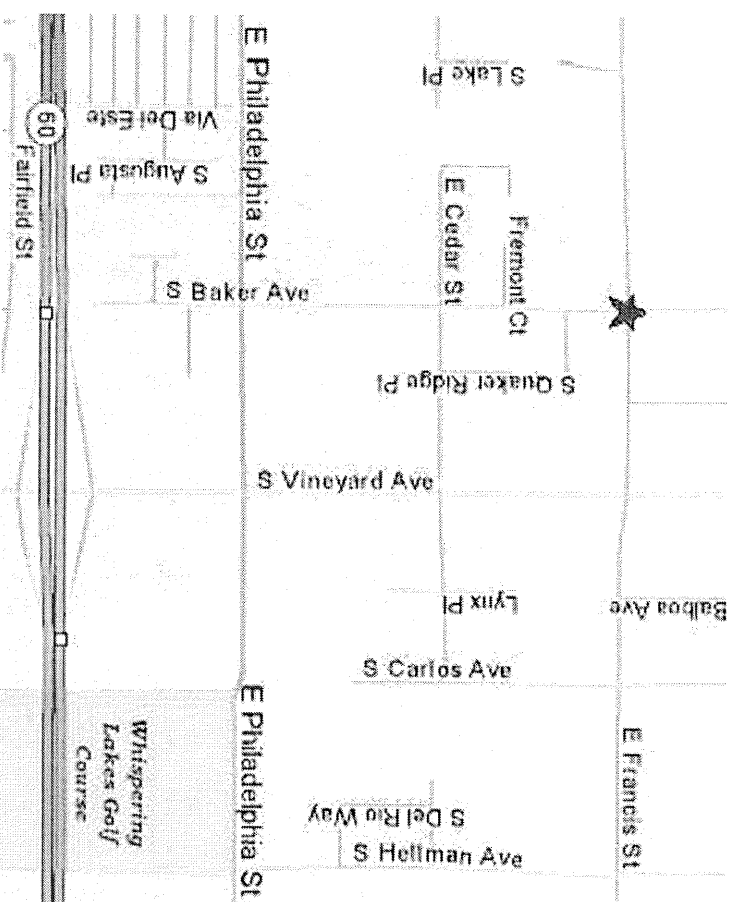 E Philadelphia St
S Lake Pl
60
Via Del Este
S Augusta Pl
Fairfield St
E Cedar St
Fremont Ct
S Baker Ave
S Quaker Ridge Pl
S Vineyard Ave
Lynx Pl
Balboa Ave
S Carlos Ave
E Philadelphia St
E Francis St
Whispering
Lakes Golf
Course
S Del Rio Way
S Hellman Ave